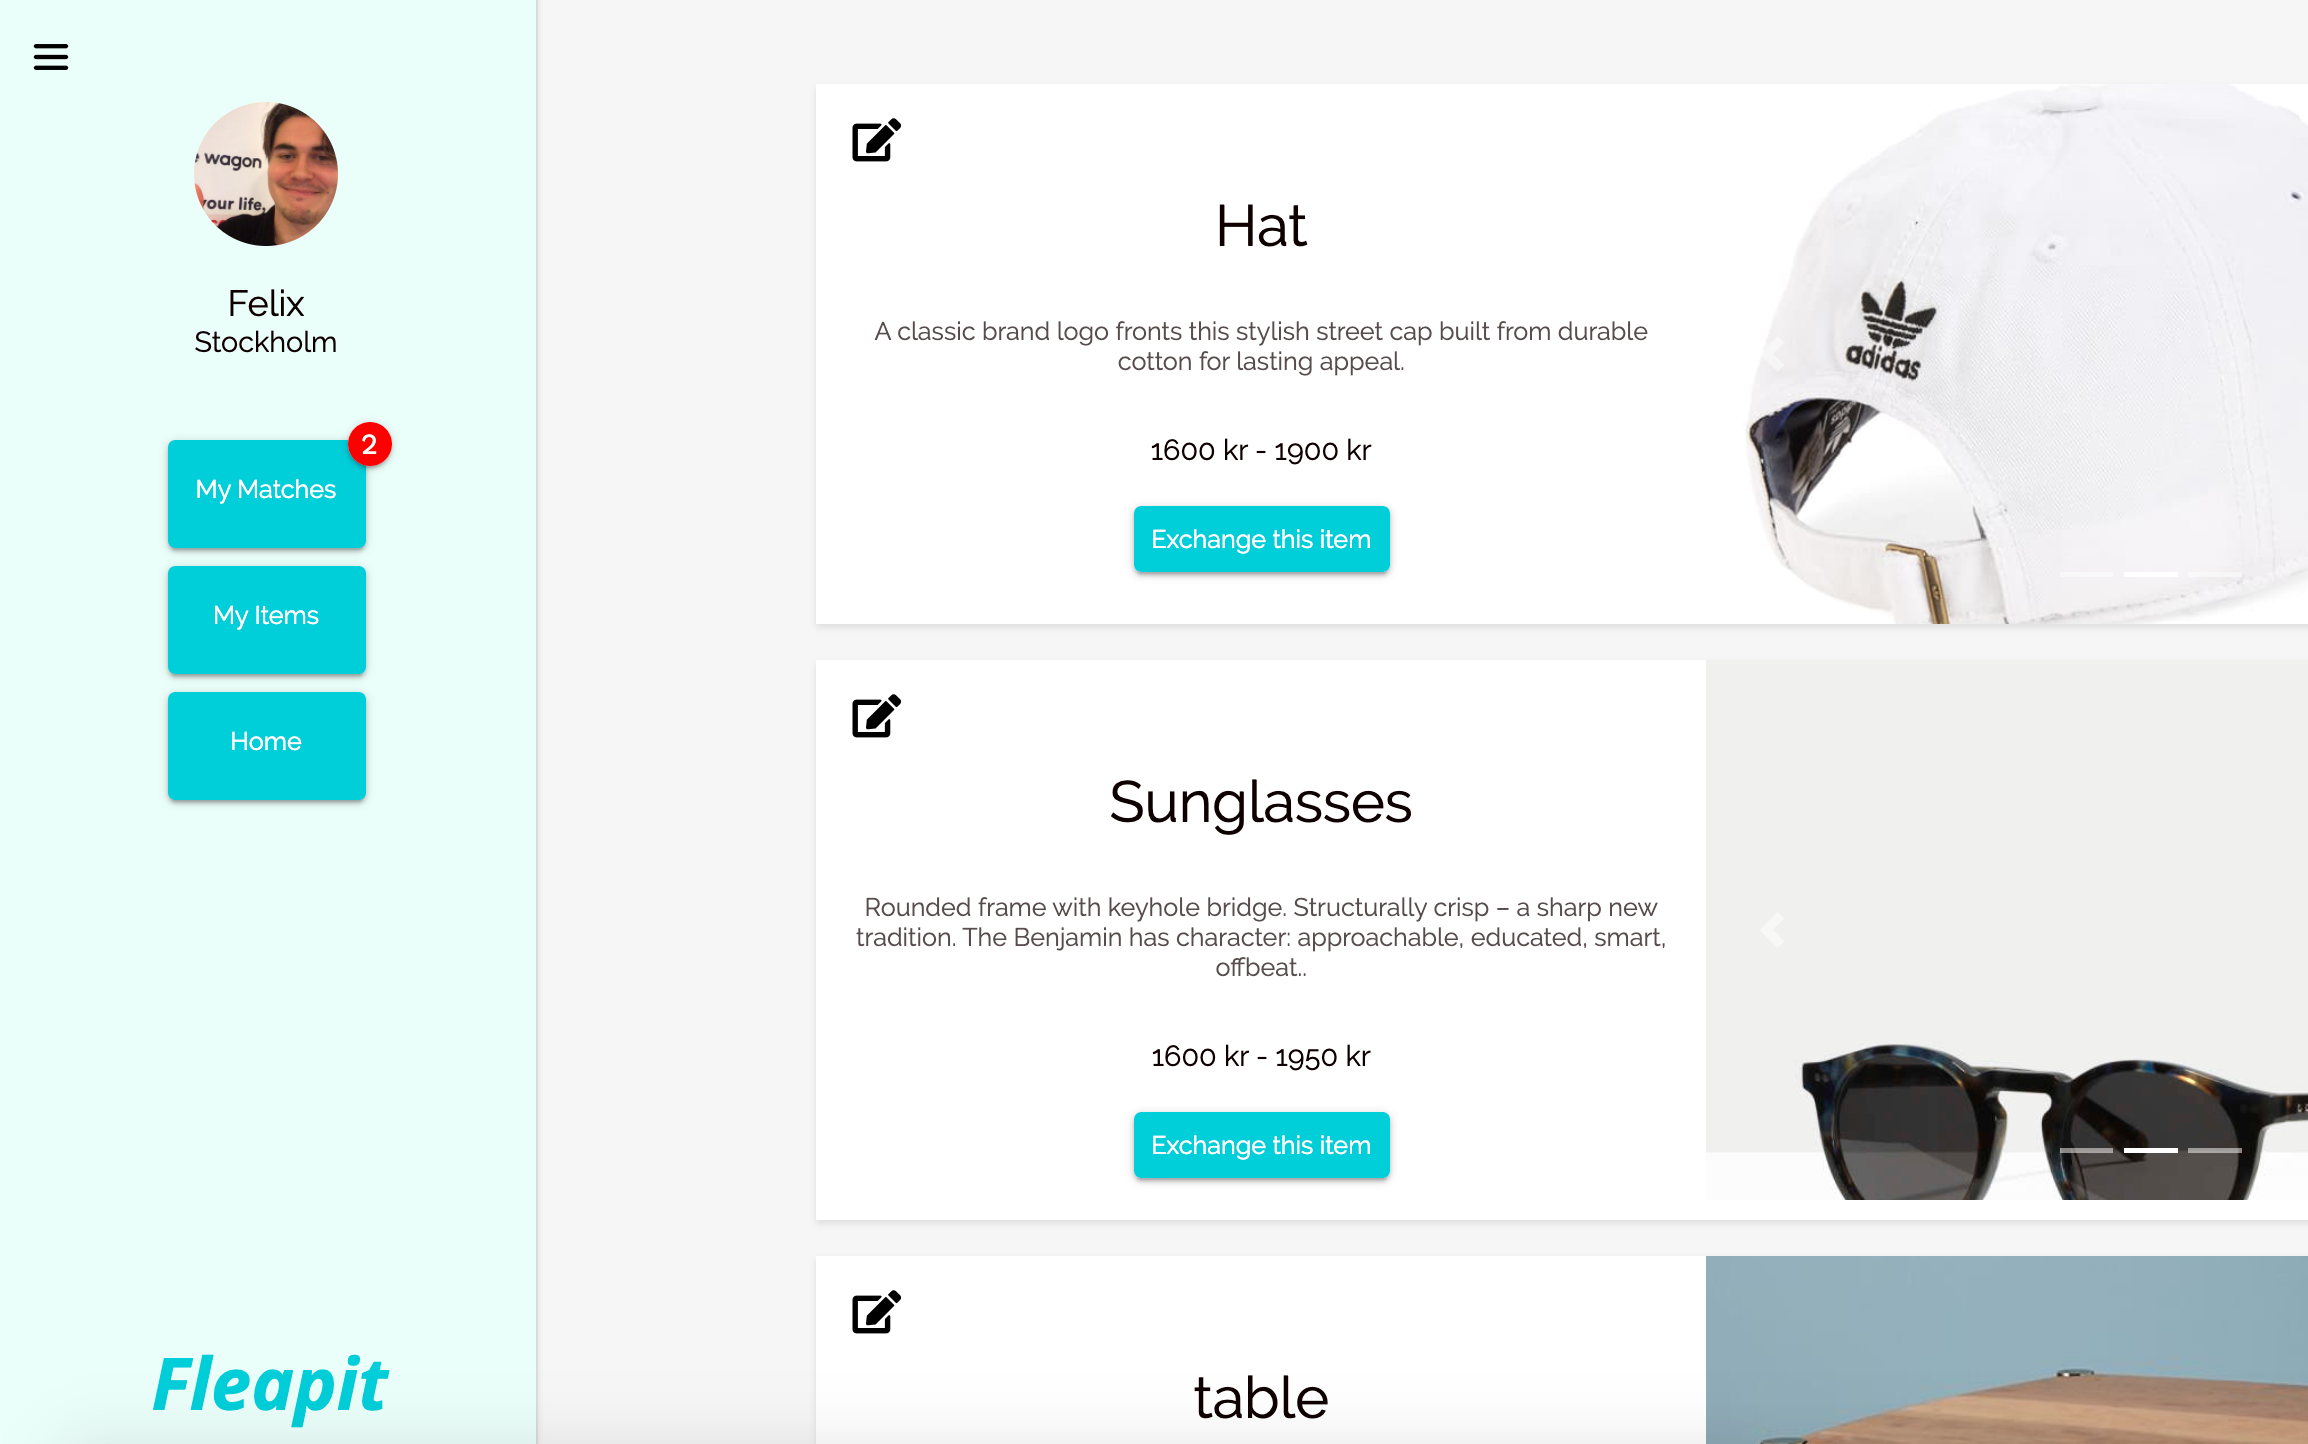 wagon
your life,
Felix
Stockholm
2
My Matches
My Items
Home
Fleapit
Hat
A classic brand logo fronts this stylish street cap built from durable
cotton for lasting appeal.
1600 kr - 1900 kr
Exchange this item
adidas
Sunglasses
Rounded frame with keyhole bridge. Structurally crisp – a sharp new
tradition. The Benjamin has character: approachable, educated, smart,
offbeat..
1600 kr - 1950 kr
Exchange this item
table